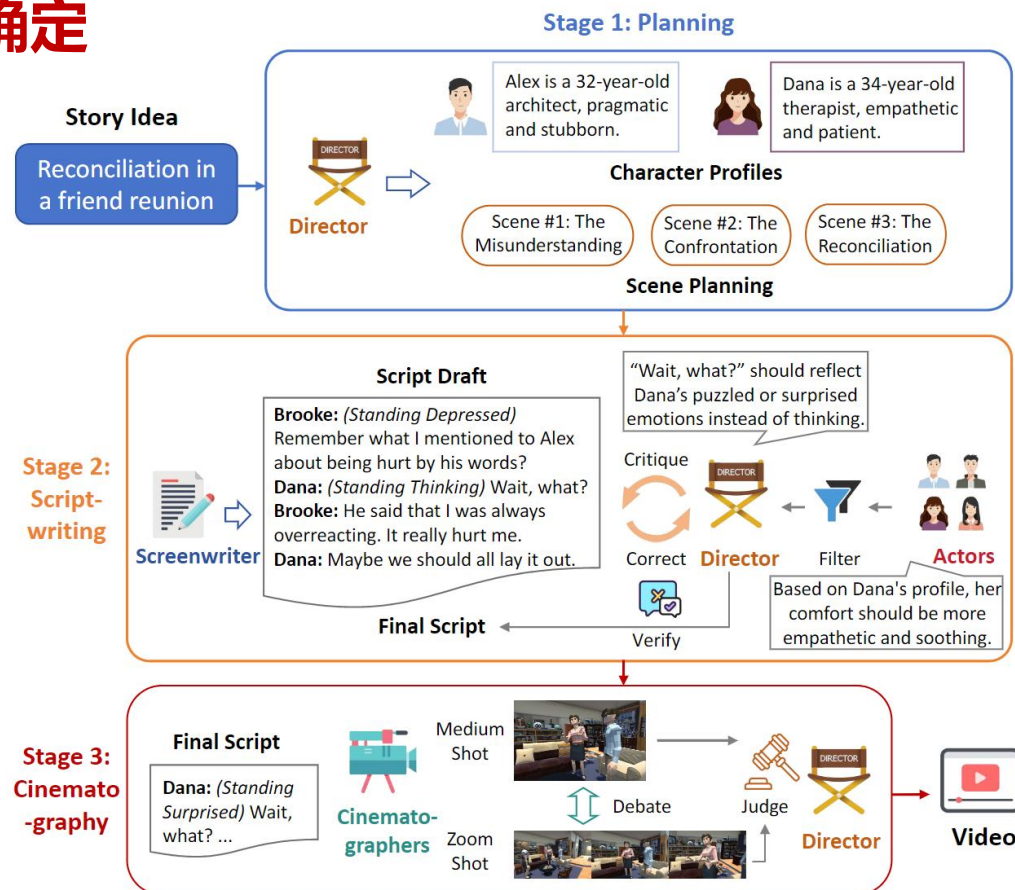 确定
Stage 1: Planning
Story Idea
Reconciliation in
a friend reunion
DIRECTOR
Director
Alex is a 32-year-old
architect, pragmatic
and stubborn.
Dana is a 34-year-old
therapist, empathetic
and patient.
Character Profiles
Scene #1: The
Misunderstanding
Scene #2: The
Confrontation
Scene #3: The
Reconciliation
Scene Planning
Stage 2:
Script-
writing
Screenwriter
Script Draft
Brooke: (Standing Depressed)
Remember what I mentioned to Alex
about being hurt by his words?
Dana: (Standing Thinking) Wait, what?
Brooke: He said that I was always
overreacting. It really hurt me.
Dana: Maybe we should all lay it out.
“Wait, what?” should reflect
Dana’s puzzled or surprised
emotions instead of thinking.
Critique
Correct
DIRECTOR
Director
Filter
Actors
Based on Dana's profile, her
comfort should be more
empathetic and soothing.
Verify
Final Script
Stage 3:
Cinemato
-graphy
Final Script
Dana: (Standing
Surprised) Wait,
what? ...
Cinemato-
graphers
Medium
Shot
Debate
Zoom
Shot
Judge
DIRECTOR
Director
Video